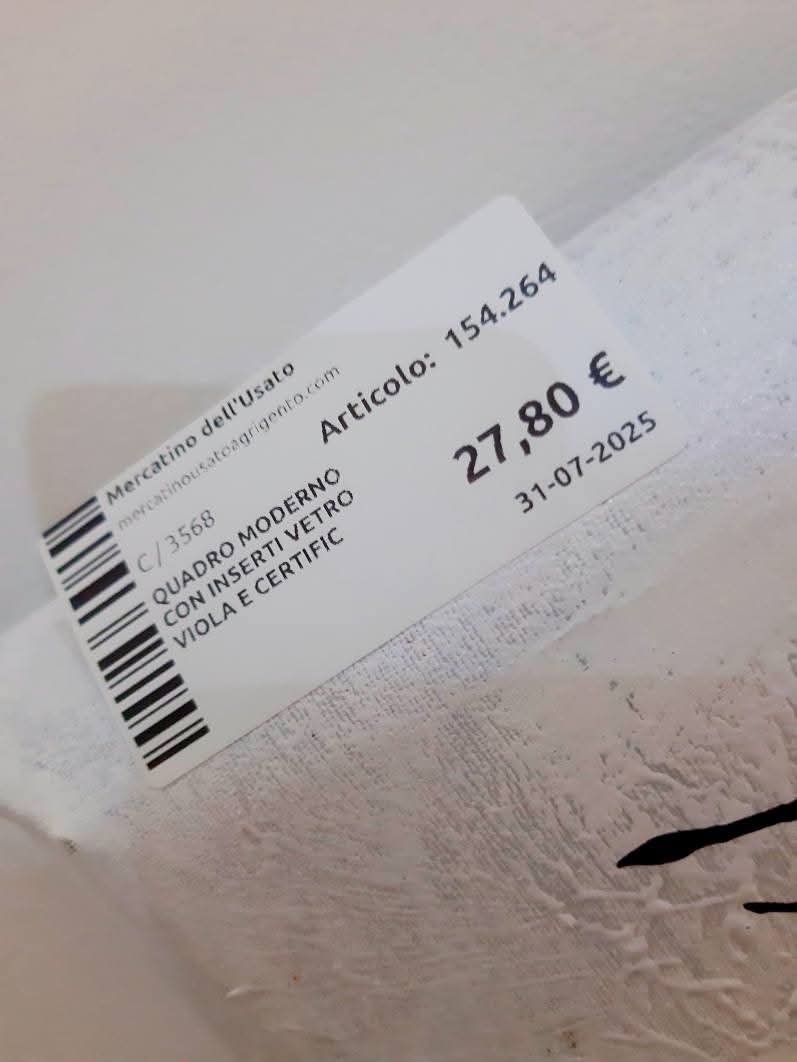 Mercatino dell'Usato
mercatinousatoagrigento.com
Articolo: 154.264
C/3568
27,80 €
QUADRO MODERNO
CON INSERTI VETRO
VIOLA E CERTIFIC
31-07-2025